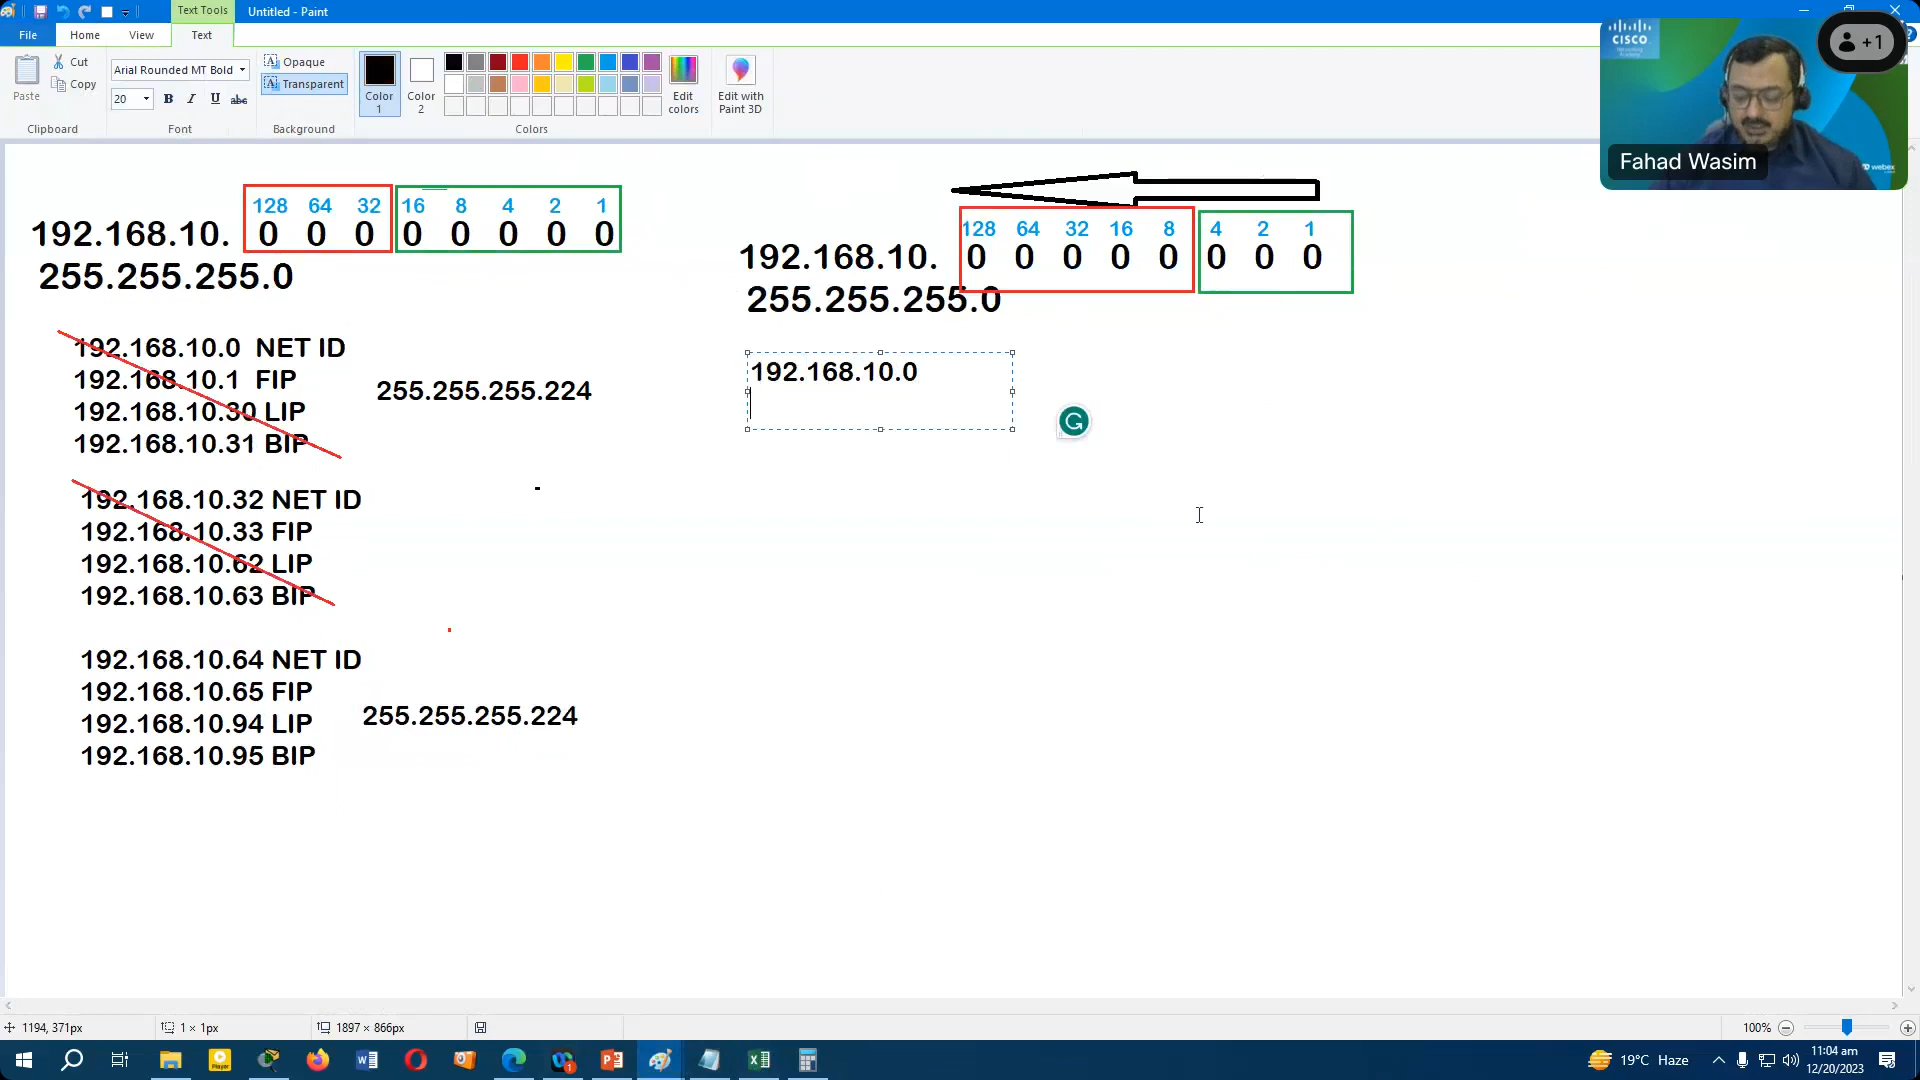 Text Tools
Untitled - Paint
File
Home
View
Text
Paste
Cut
Copy
Clipboard
Arial Rounded MT Bold
20
B
I
U
abc
Font
Opaque
Transparent
Background
Color
1
Color
2
Edit
colors
Edit with
Paint 3D
Colors
CISCO
+1
Fahad Wasim
webex
128 64 32 16 8 4 2 1
192.168.10. 0 0 0 0 0 0 0 0
255.255.255.0
192.168.10.0 NET ID
192.168.10.1 FIP
192.168.10.30 LIP
192.168.10.31 BIP
255.255.255.224
192.168.10.32 NET ID
192.168.10.33 FIP
192.168.10.62 LIP
192.168.10.63 BIP
192.168.10.64 NET ID
192.168.10.65 FIP
192.168.10.94 LIP
192.168.10.95 BIP
255.255.255.224
128 64 32 16 8 4 2 1
192.168.10. 0 0 0 0 0 0 0 0
255.255.255.0
192.168.10.0
1194, 371px
1 × 1px
1897 × 866px
100%
19°C Haze
11:04 am
12/20/2023